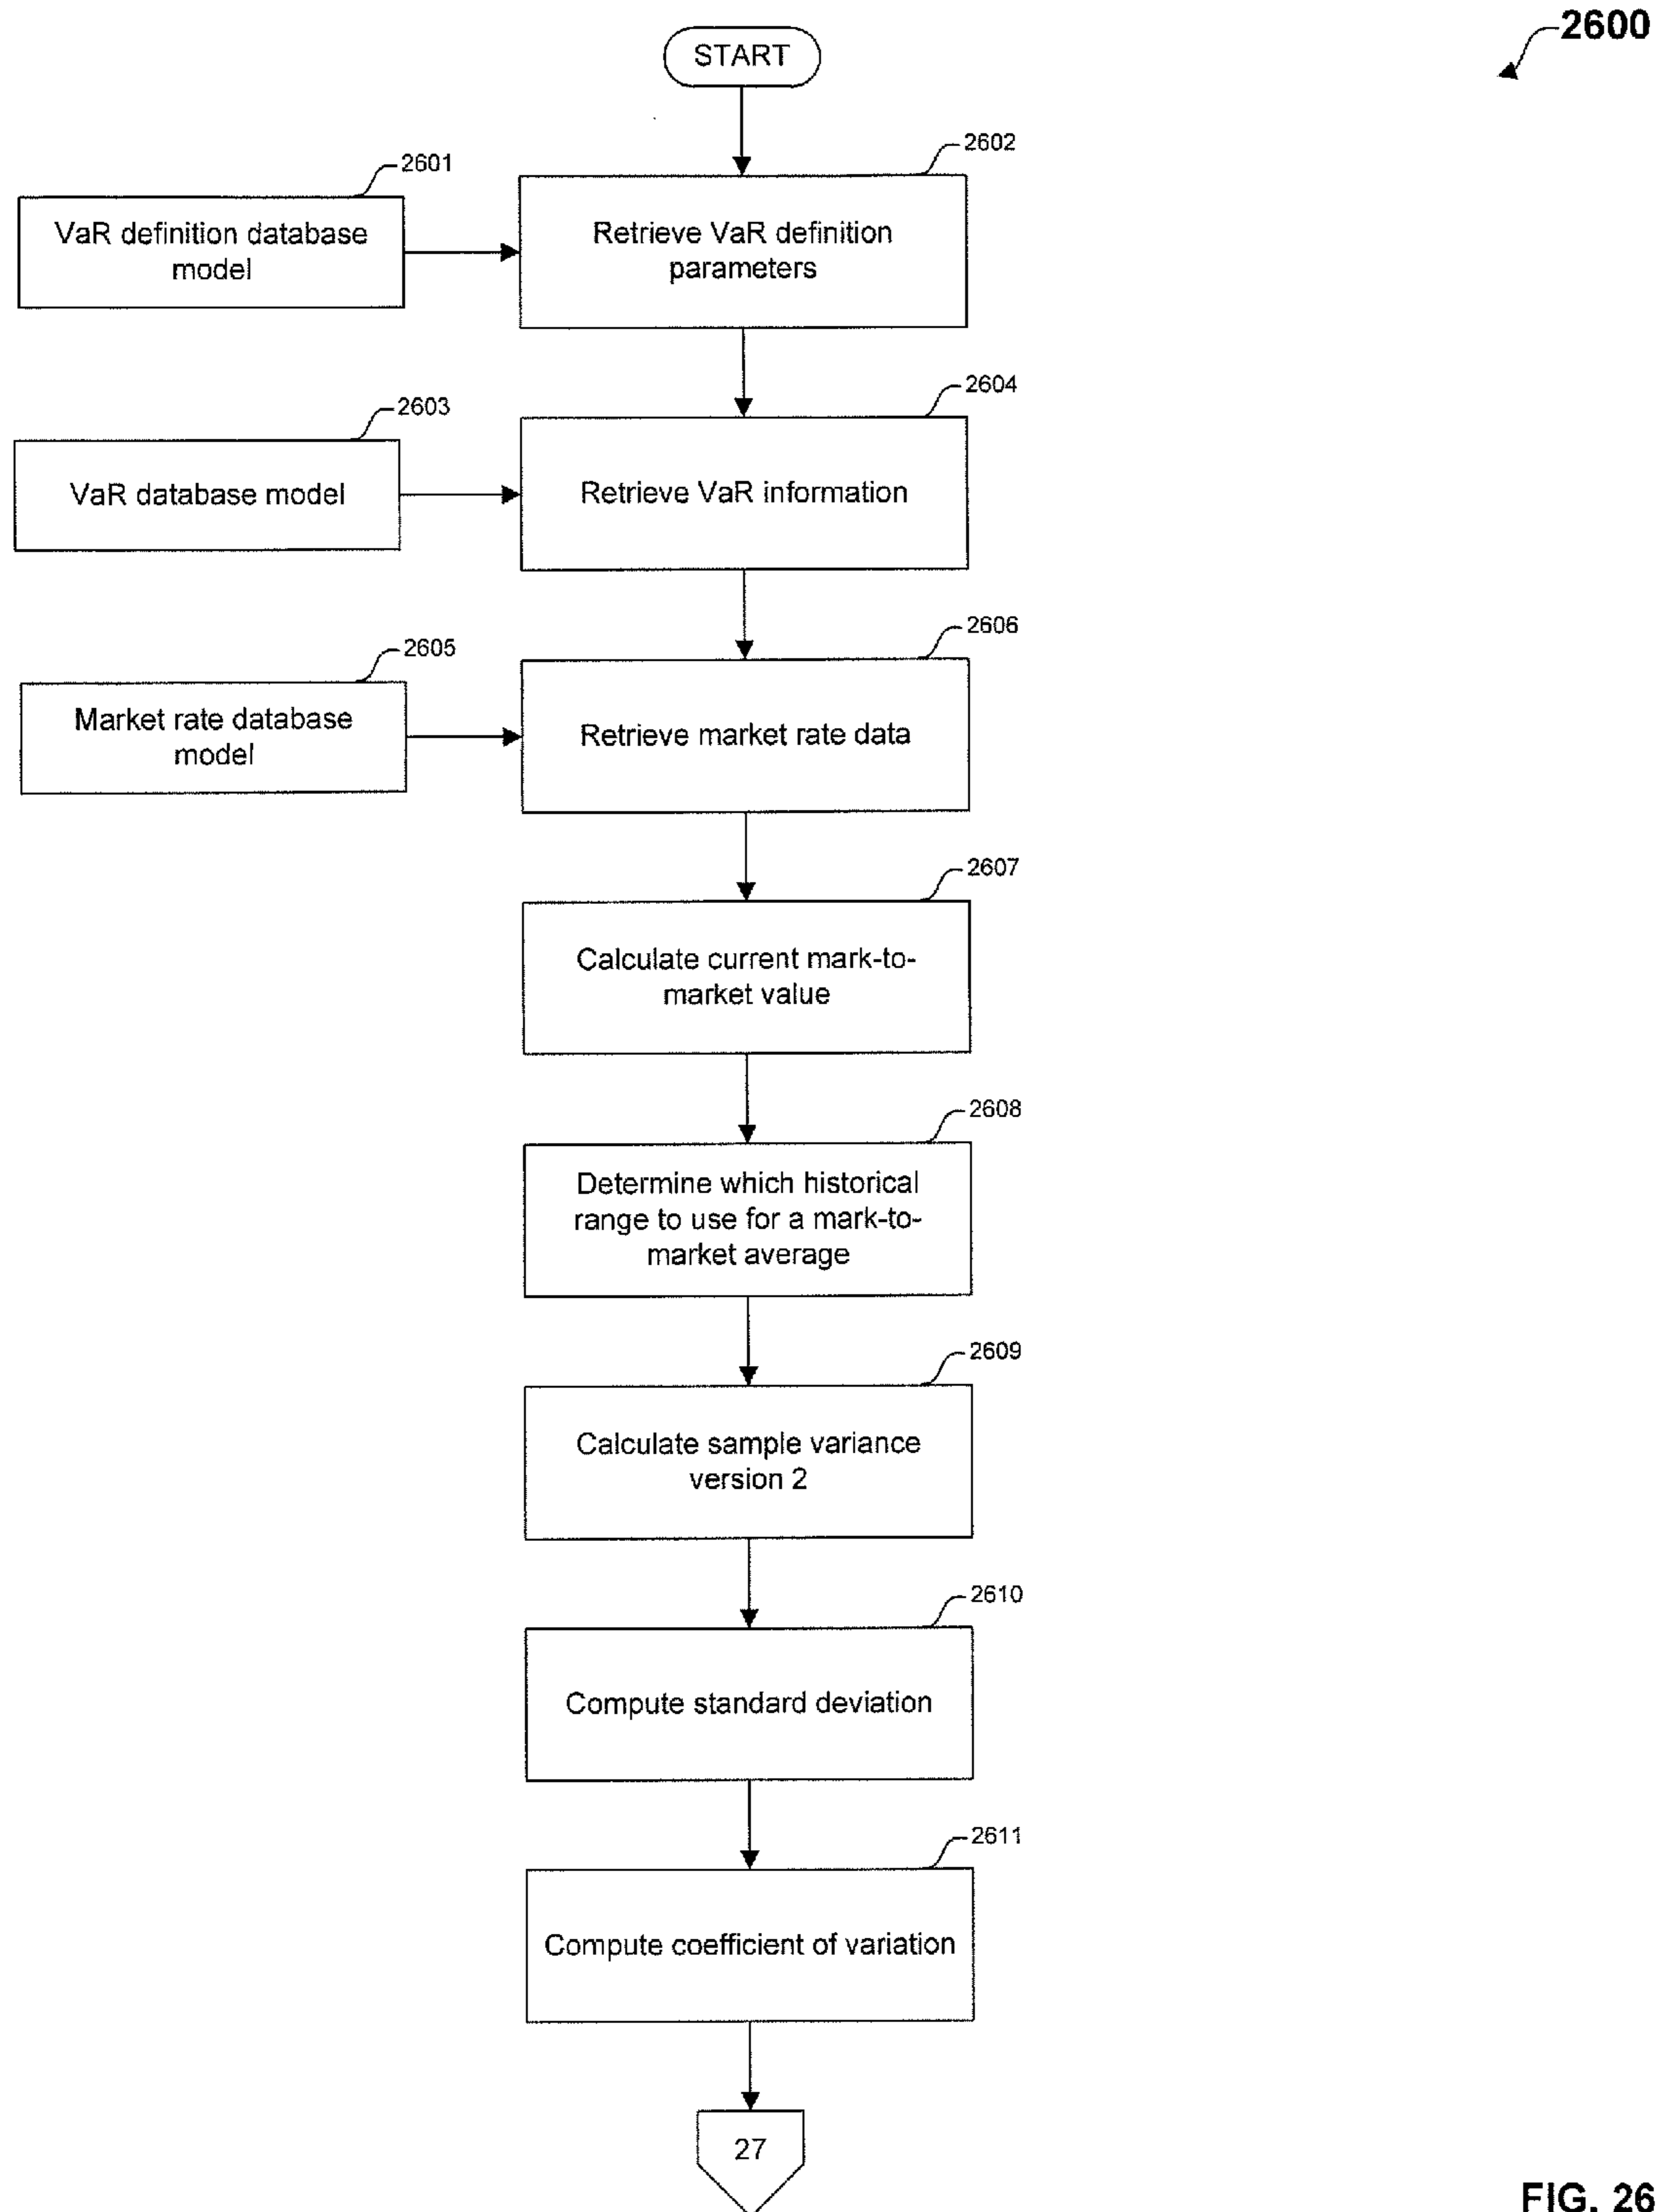 2600
START
2601
2602
VaR definition database
model
Retrieve VaR definition
parameters
2603
2604
VaR database model
Retrieve VaR information
2605
2606
Market rate database
model
Retrieve market rate data
2607
Calculate current mark-to-
market value
2608
Determine which historical
range to use for a mark-to-
market average
2609
Calculate sample variance
version 2
2610
Compute standard deviation
2611
Compute coefficient of variation
27
FIG. 26